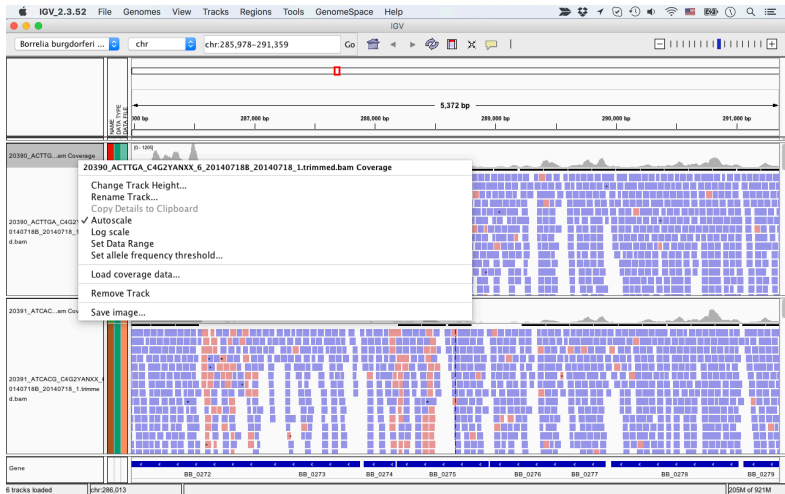 IGV_2.3.52 File Genomes View Tracks Regions Tools GenomeSpace Help
IGV
Borrelia burgdorferi ... chr chr:285,978-291,359 Go
NAME
DATA TYPE
DATA FILE
5,372 bp
000 bp 287,000 bp 288,000 bp 289,000 bp 290,000 bp 291,000 bp
[0 - 1205]
20390_ACTTG...am Coverage
20390_ACTTGA_C4G2YANXX_6_20140718B_20140718_1.trimmed.bam Coverage
Change Track Height...
Rename Track...
Copy Details to Clipboard
✓ Autoscale
Log scale
Set Data Range
Set allele frequency threshold...
Load coverage data...
Remove Track
Save image...
20390_ACTTGA_C4G2Y
0140718B_20140718_1
d.bam
20391_ATCAC...am Cov
20391_ATCACG_C4G2YANXX_6
0140718B_20140718_1.trimme
d.bam
Gene
BB_0272 BB_0273 BB_0274 BB_0275 BB_0276 BB_0277 BB_0278 BB_0279
6 tracks loaded chr:286,013 205M of 921M